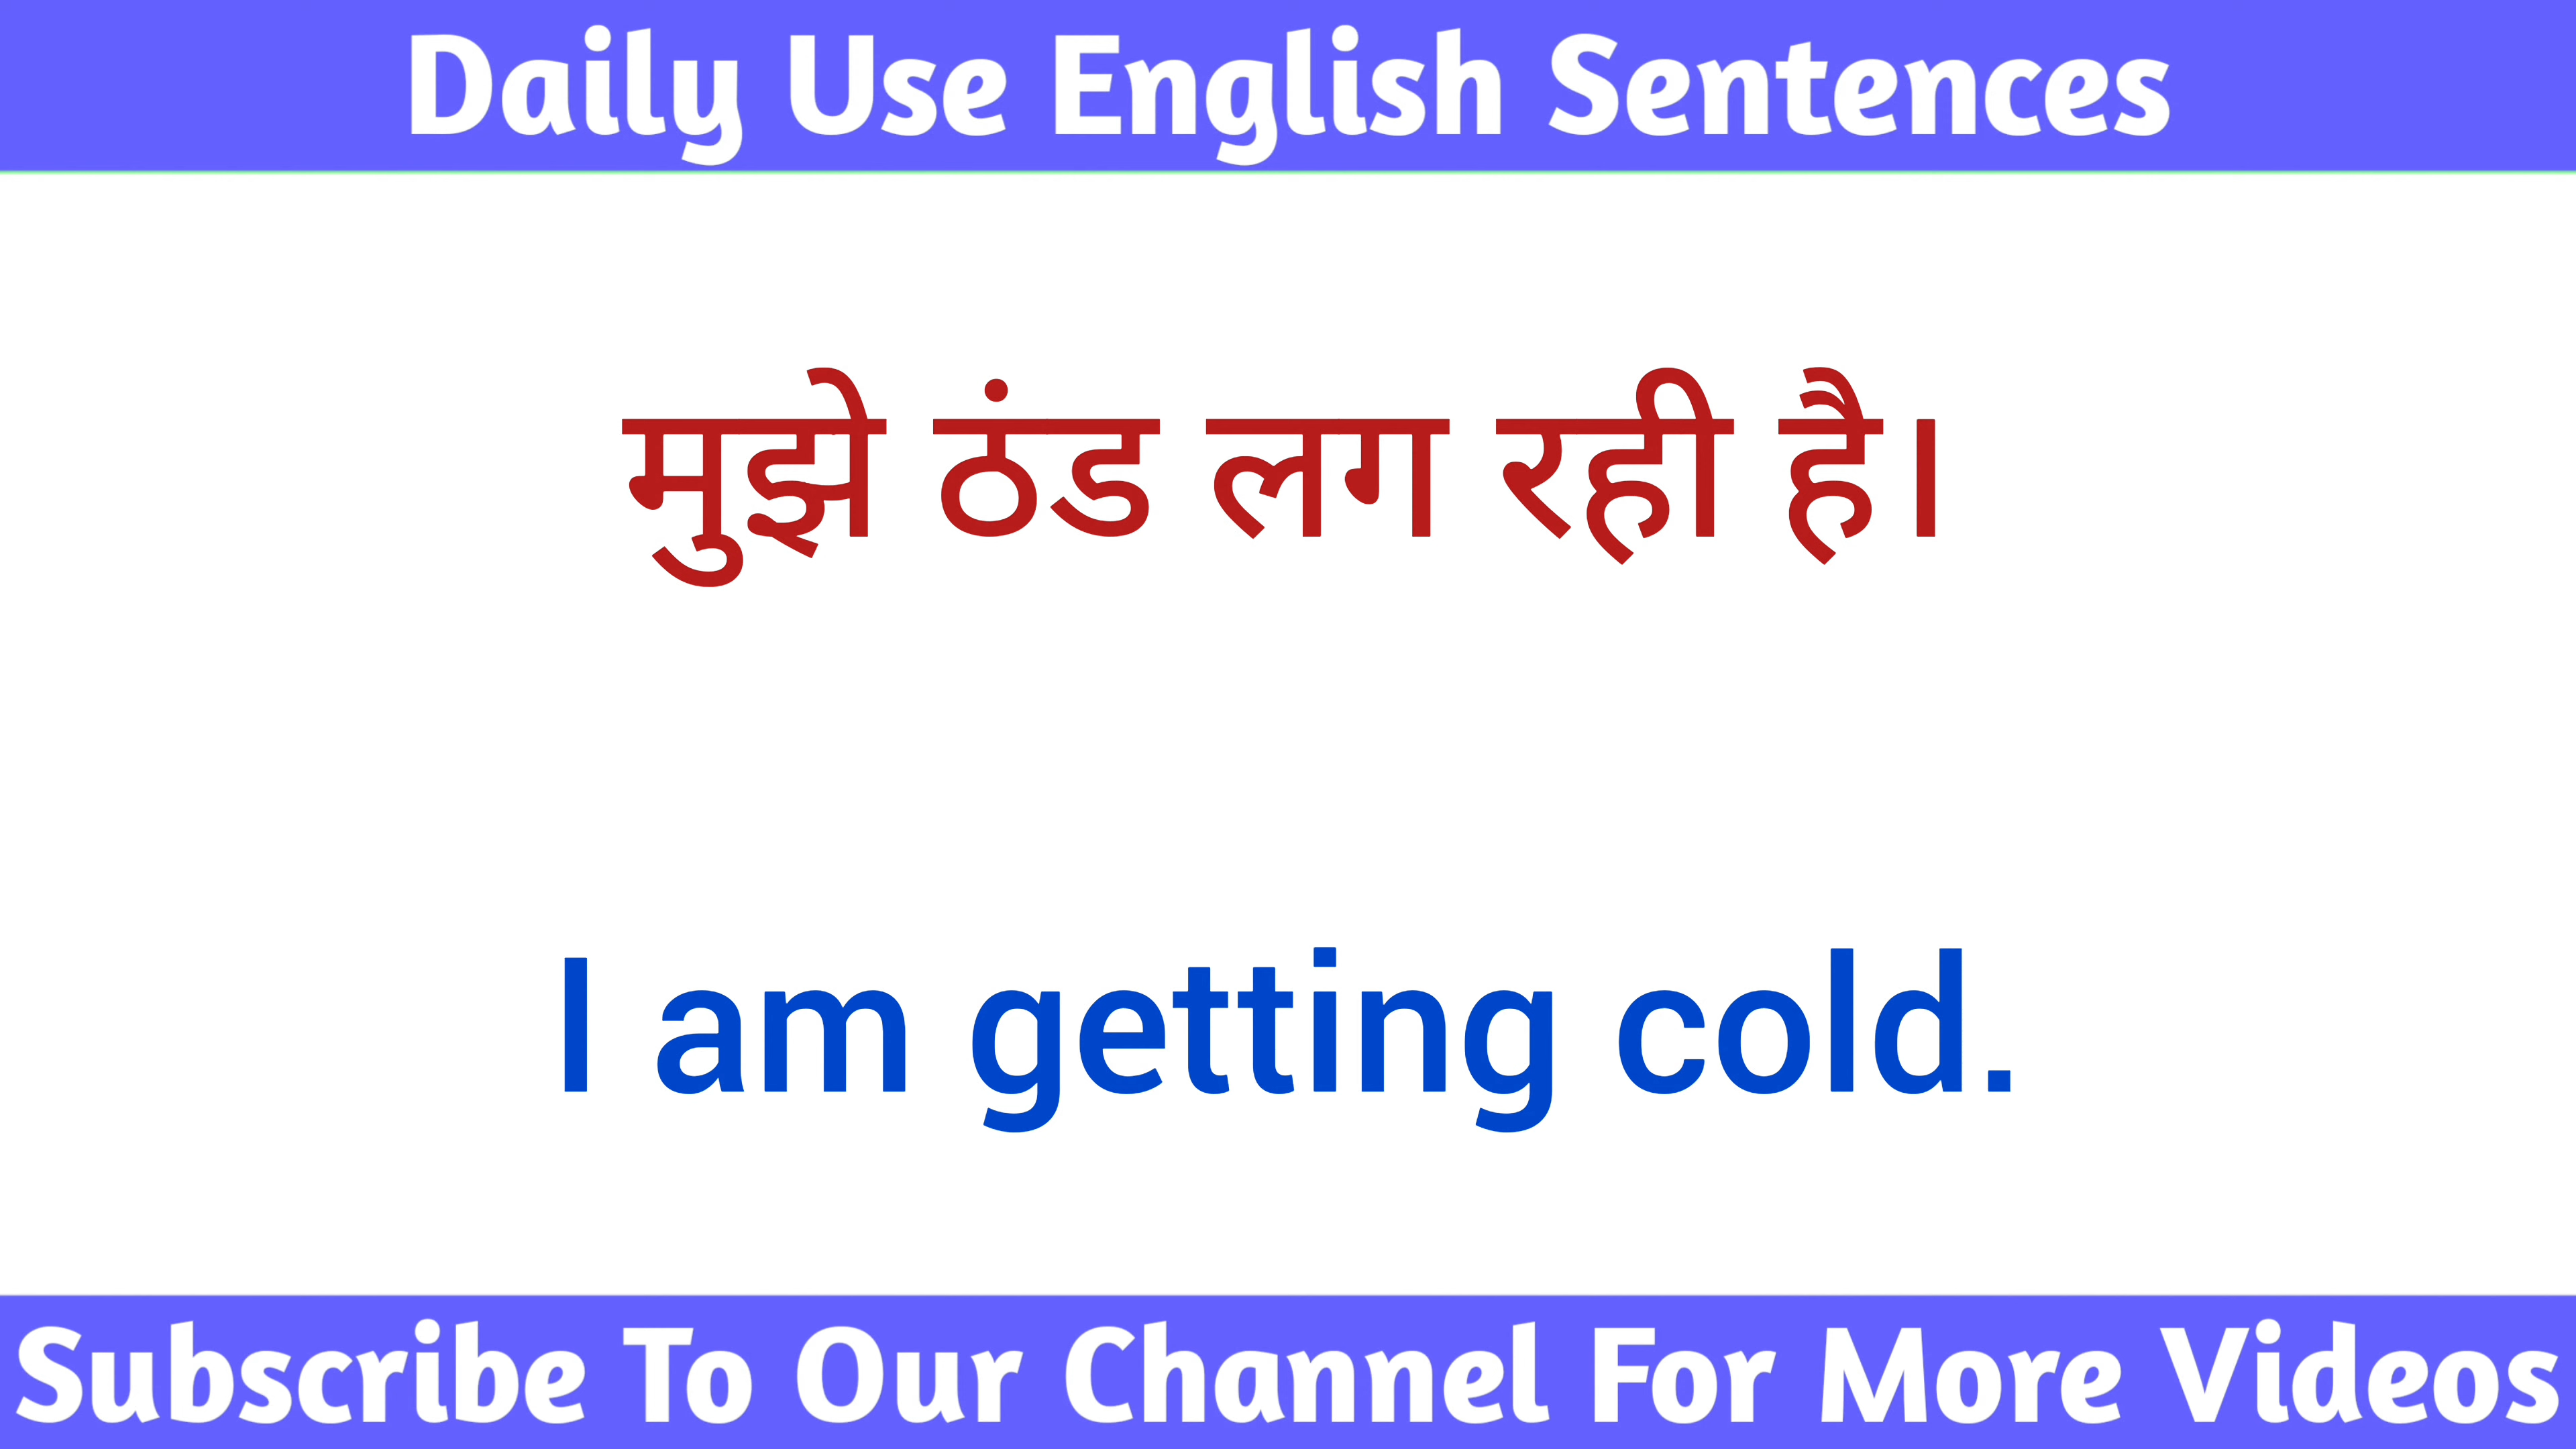 Daily Use English Sentences
मुझे ठंड लग रही है।
I am getting cold.
Subscribe To Our Channel For More Videos